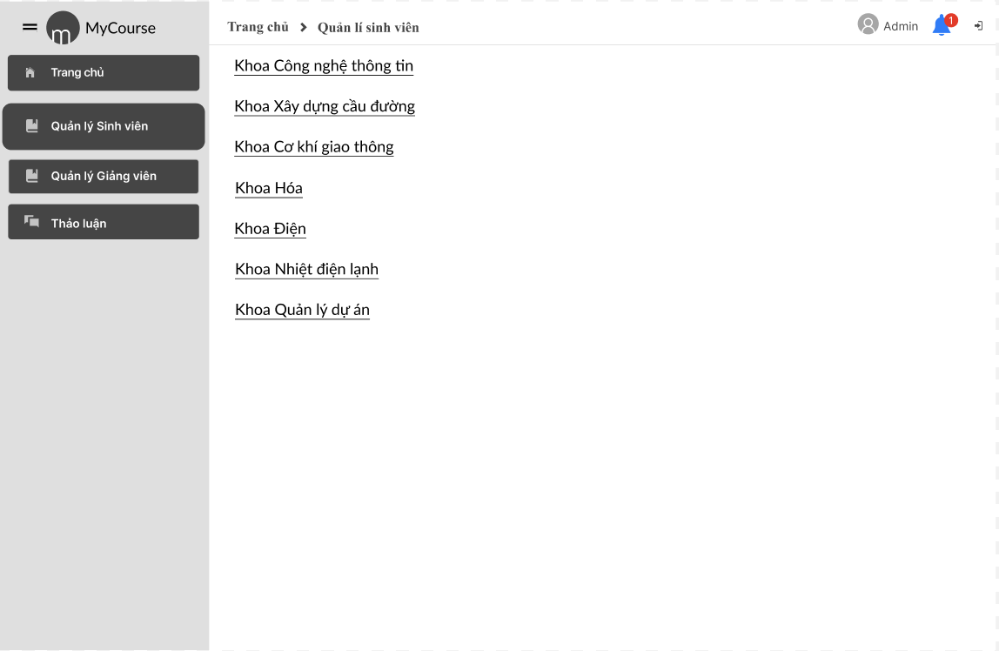 MyCourse
Trang chủ
Quản lý Sinh viên
Quản lý Giảng viên
Thảo luận
Trang chủ Quản lí sinh viên
Admin 1
Khoa Công nghệ thông tin
Khoa Xây dựng cầu đường
Khoa Cơ khí giao thông
Khoa Hóa
Khoa Điện
Khoa Nhiệt điện lạnh
Khoa Quản lý dự án